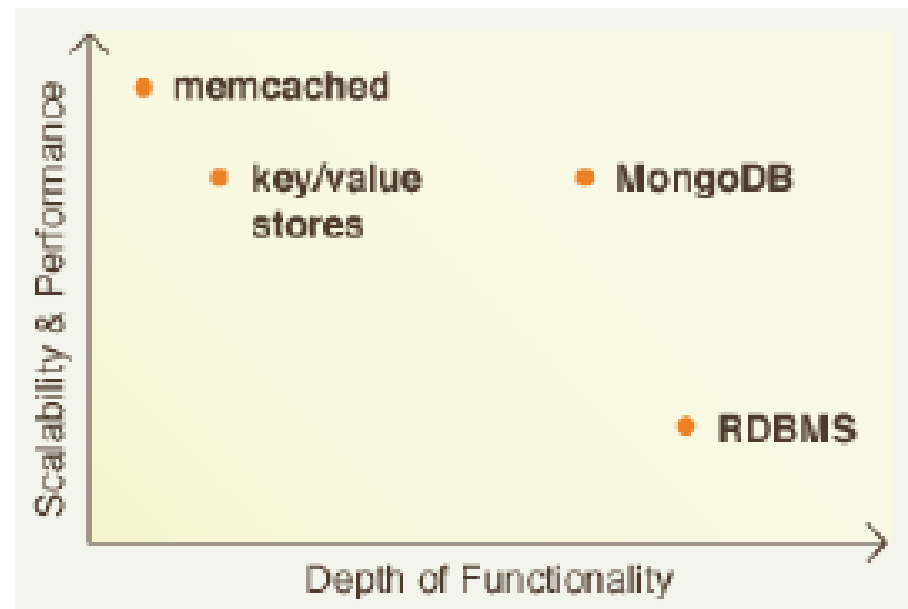 Scalability & Performance
memcached
key/value
stores
MongoDB
RDBMS
Depth of Functionality